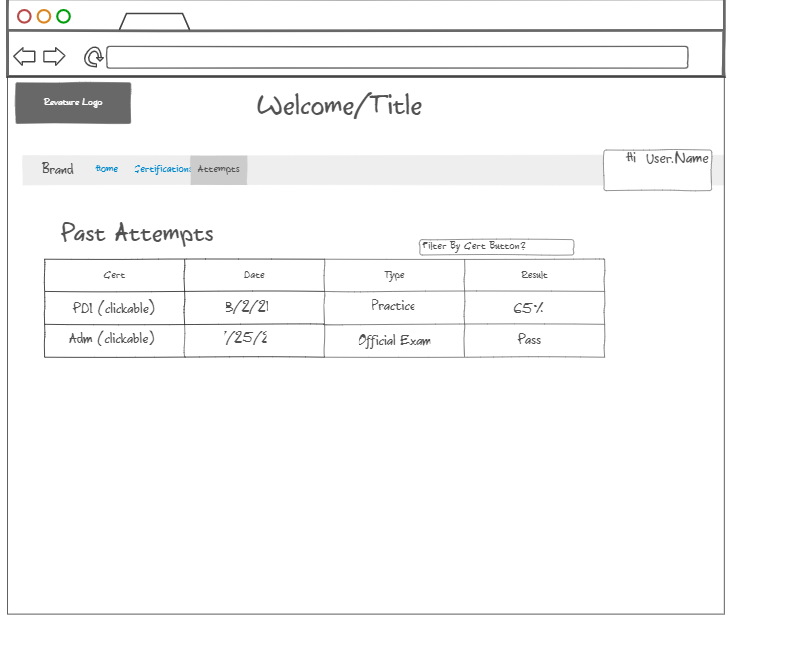 Revature Logo
Welcome/Title
Brand Home Certifications Attempts
Hi User.Name
Past Attempts
Filter By Cert Button?
Cert Date Type Result
PD1 (clickable) 8/2/21 Practice 65%
Adm (clickable) /25/2 Official Exam Pass